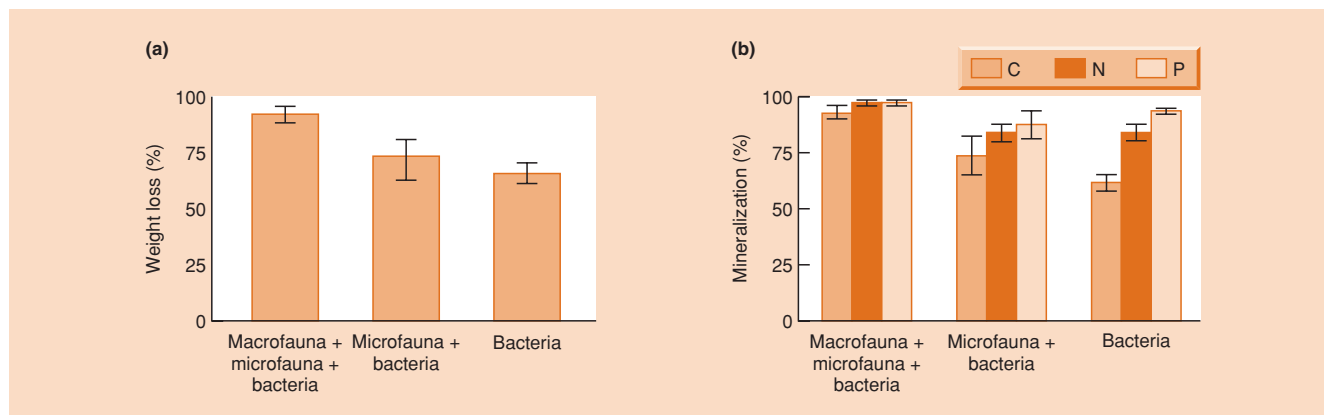 (a)
Weight loss (%)
100
75
50
25
0
Macrofauna +
microfauna +
bacteria
Microfauna +
bacteria
Bacteria
(b)
C N P
Mineralization (%)
100
75
50
25
0
Macrofauna +
microfauna +
bacteria
Microfauna +
bacteria
Bacteria